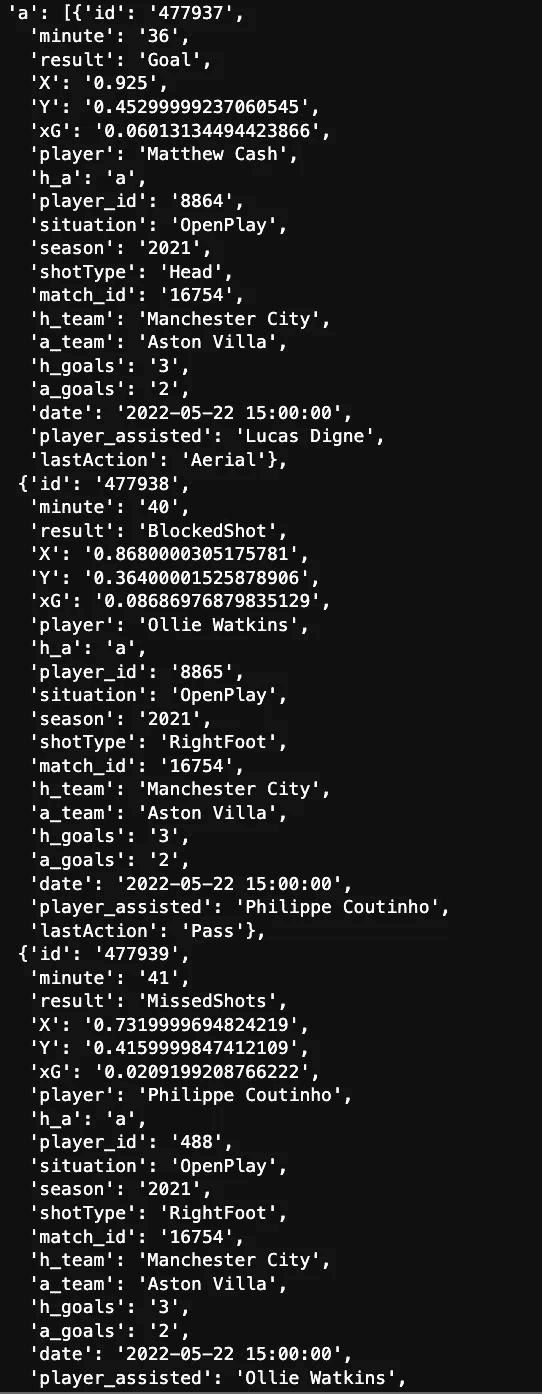 'a': [{'id': '477937',
'minute': '36',
'result': 'Goal',
'X': '0.925',
'Y': '0.45299999237060545',
'xG': '0.06013134494423866',
'player': 'Matthew Cash',
'h_a': 'a',
'player_id': '8864',
'situation': 'OpenPlay',
'season': '2021',
'shotType': 'Head',
'match_id': '16754',
'h_team': 'Manchester City',
'a_team': 'Aston Villa',
'h_goals': '3',
'a_goals': '2',
'date': '2022-05-22 15:00:00',
'player_assisted': 'Lucas Digne',
'lastAction': 'Aerial'},
{'id': '477938',
'minute': '40',
'result': 'BlockedShot',
'X': '0.8680000305175781',
'Y': '0.36400001525878906',
'xG': '0.08686976879835129',
'player': 'Ollie Watkins',
'h_a': 'a',
'player_id': '8865',
'situation': 'OpenPlay',
'season': '2021',
'shotType': 'RightFoot',
'match_id': '16754',
'h_team': 'Manchester City',
'a_team': 'Aston Villa',
'h_goals': '3',
'a_goals': '2',
'date': '2022-05-22 15:00:00',
'player_assisted': 'Philippe Coutinho',
'lastAction': 'Pass'},
{'id': '477939',
'minute': '41',
'result': 'MissedShots',
'X': '0.7319999694824219',
'Y': '0.4159999847412109',
'xG': '0.0209199208766222',
'player': 'Philippe Coutinho',
'h_a': 'a',
'player_id': '488',
'situation': 'OpenPlay',
'season': '2021',
'shotType': 'RightFoot',
'match_id': '16754',
'h_team': 'Manchester City',
'a_team': 'Aston Villa',
'h_goals': '3',
'a_goals': '2',
'date': '2022-05-22 15:00:00',
'player_assisted': 'Ollie Watkins',